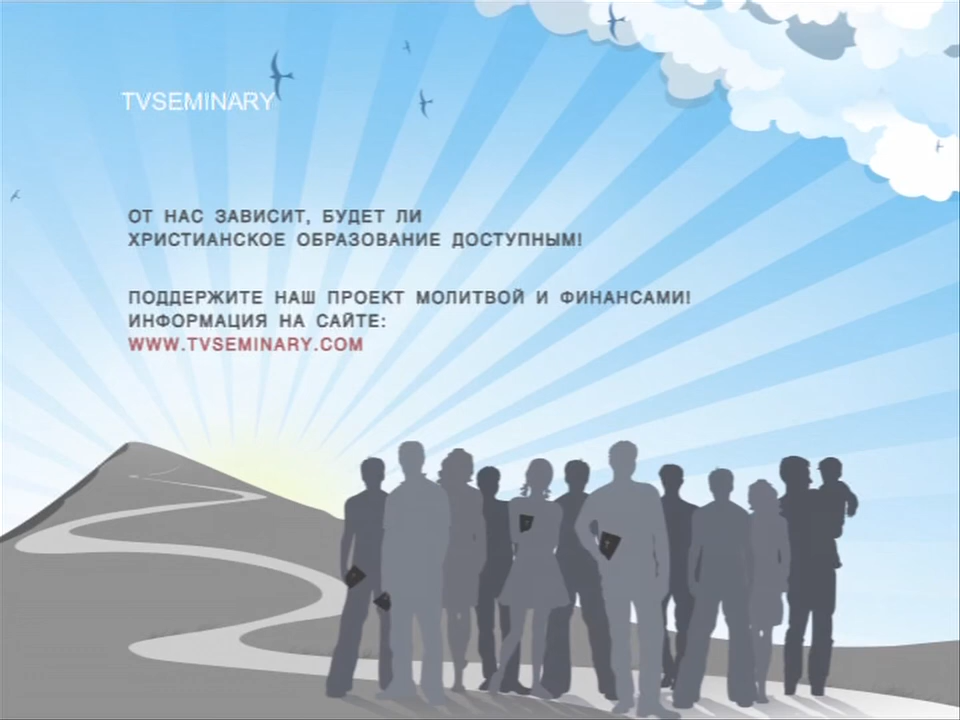 TVSEMINARY
ОТ НАС ЗАВИСИТ, БУДЕТ ЛИ
ХРИСТИАНСКОЕ ОБРАЗОВАНИЕ ДОСТУПНЫМ!
ПОДДЕРЖИТЕ НАШ ПРОЕКТ МОЛИТВОЙ И ФИНАНСАМИ!
ИНФОРМАЦИЯ НА САЙТЕ:
WWW.TVSEMINARY.COM